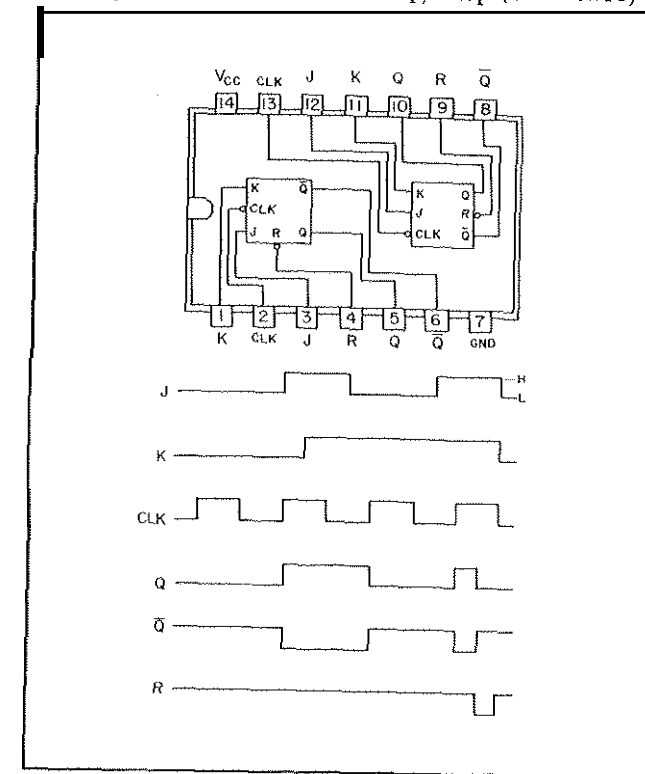 V_CC CLK J K Q R Q̅
14 13 12 11 10 9 8
K Q̅
CLK
J R Q
K Q
J R
CLK Q̅
1 2 3 4 5 6 7
K CLK J R Q Q̅ GND
J H
L
K
CLK
Q
Q̅
R